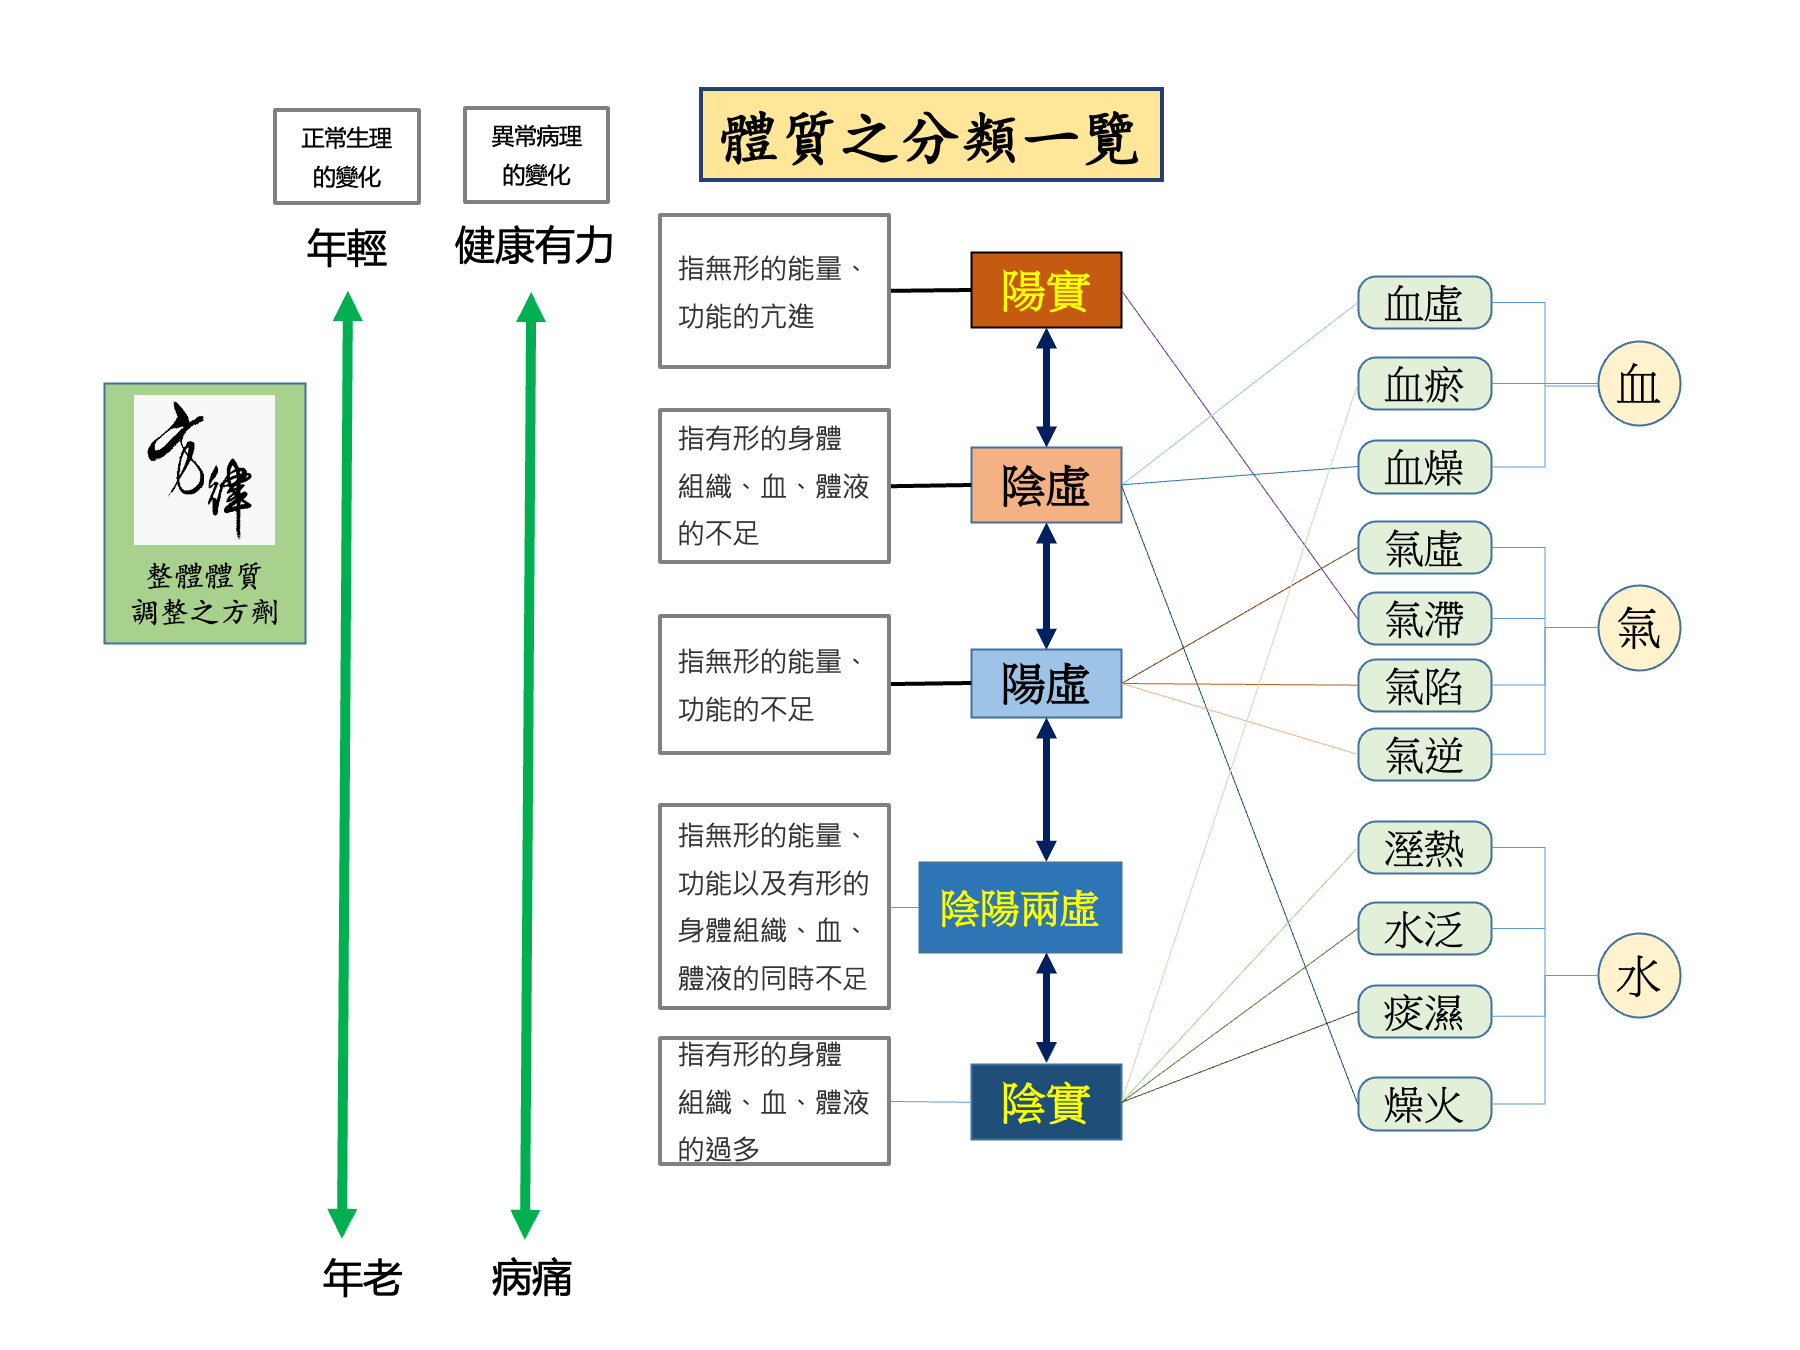 體質之分類一覽
正常生理
的變化
年輕
年老
異常病理
的變化
健康有力
病痛
方律
整體體質
調整之方劑
指無形的能量、
功能的亢進
陽實
指有形的身體
組織、血、體液
的不足
陰虛
指無形的能量、
功能的不足
陽虛
指無形的能量、
功能以及有形的
身體組織、血、
體液的同時不足
陰陽兩虛
指有形的身體
組織、血、體液
的過多
陰實
血虛
血瘀
血燥
血
氣虛
氣滯
氣陷
氣逆
氣
溼熱
水泛
痰濕
燥火
水